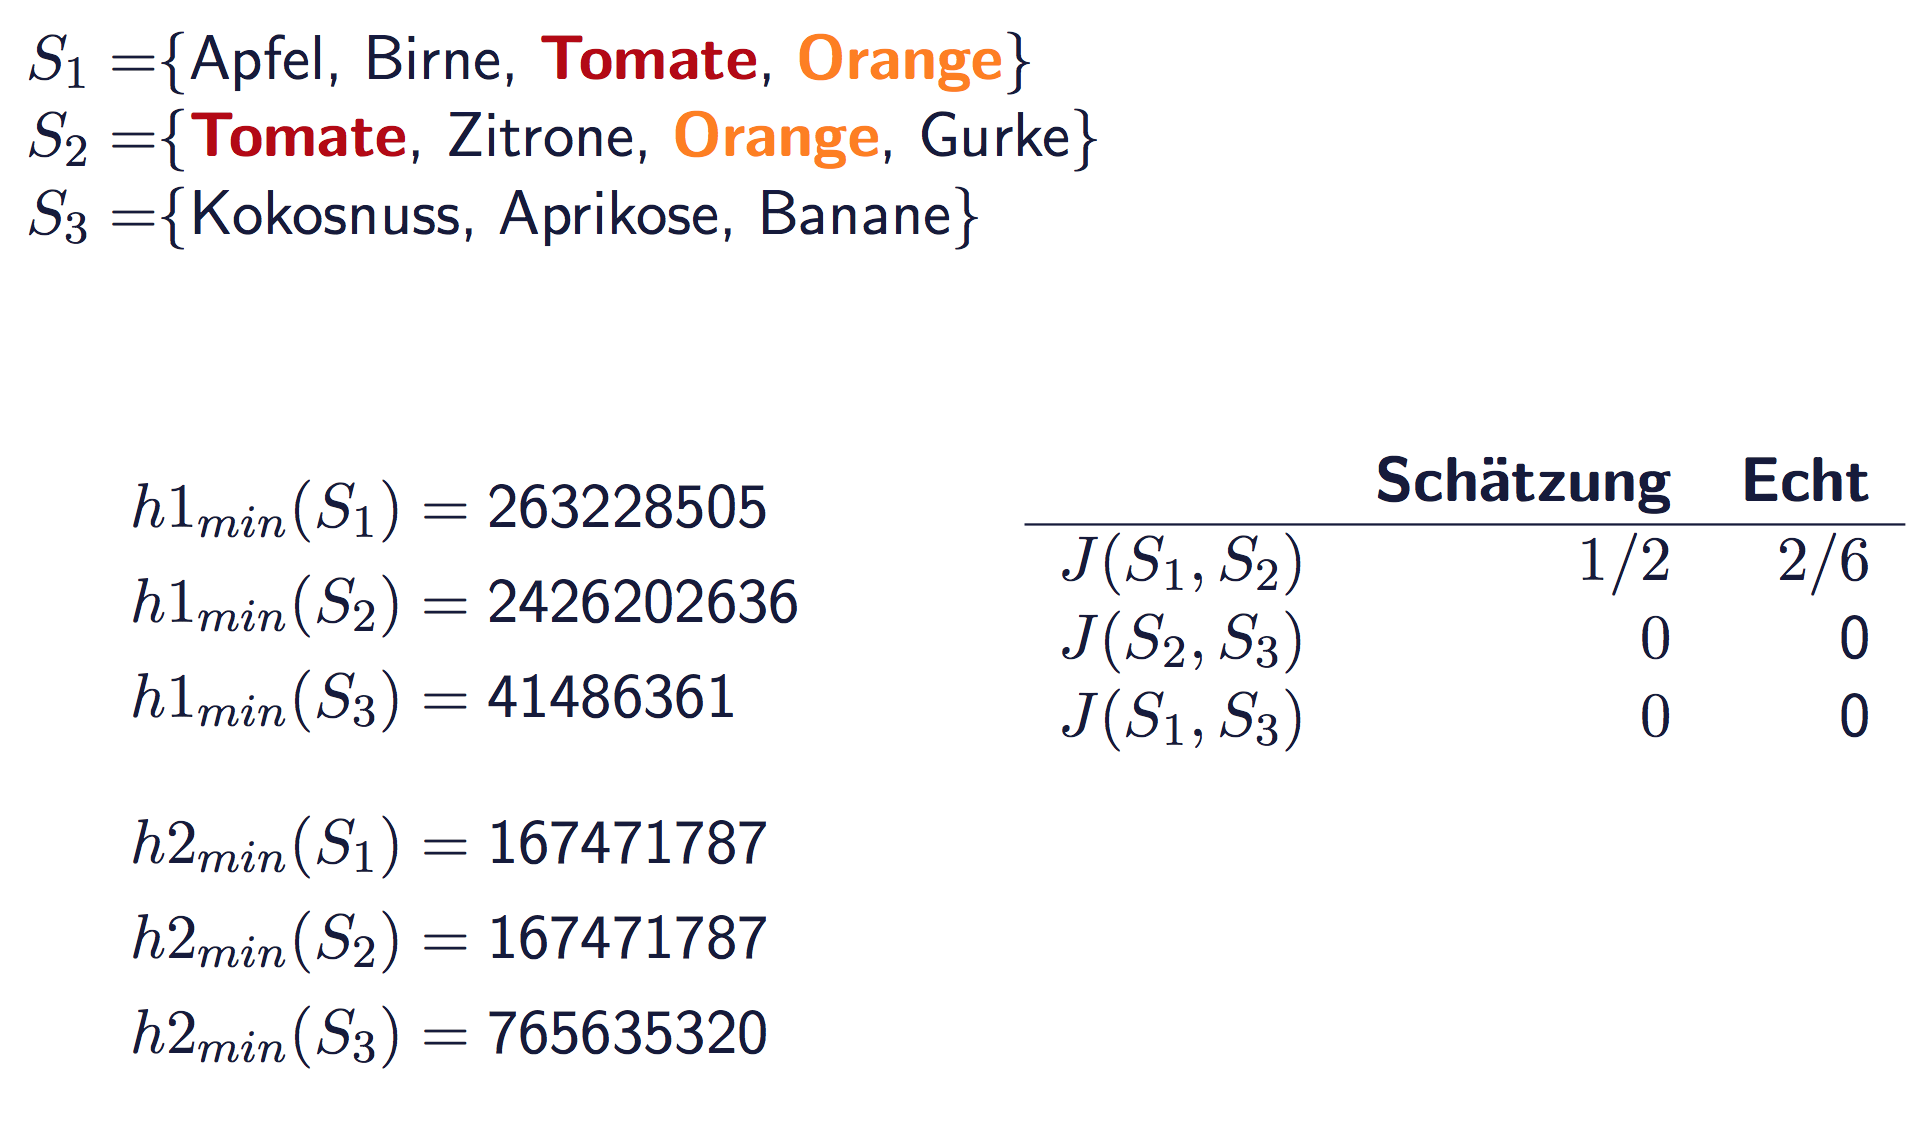 S₁ ={Apfel, Birne, Tomate, Orange}
S₂ ={Tomate, Zitrone, Orange, Gurke}
S₃ ={Kokosnuss, Aprikose, Banane}
h1ₘᵢₙ(S₁) = 263228505
h1ₘᵢₙ(S₂) = 2426202636
h1ₘᵢₙ(S₃) = 41486361
h2ₘᵢₙ(S₁) = 167471787
h2ₘᵢₙ(S₂) = 167471787
h2ₘᵢₙ(S₃) = 765635320
Schätzung Echt
J(S₁, S₂) 1/2 2/6
J(S₂, S₃) 0 0
J(S₁, S₃) 0 0